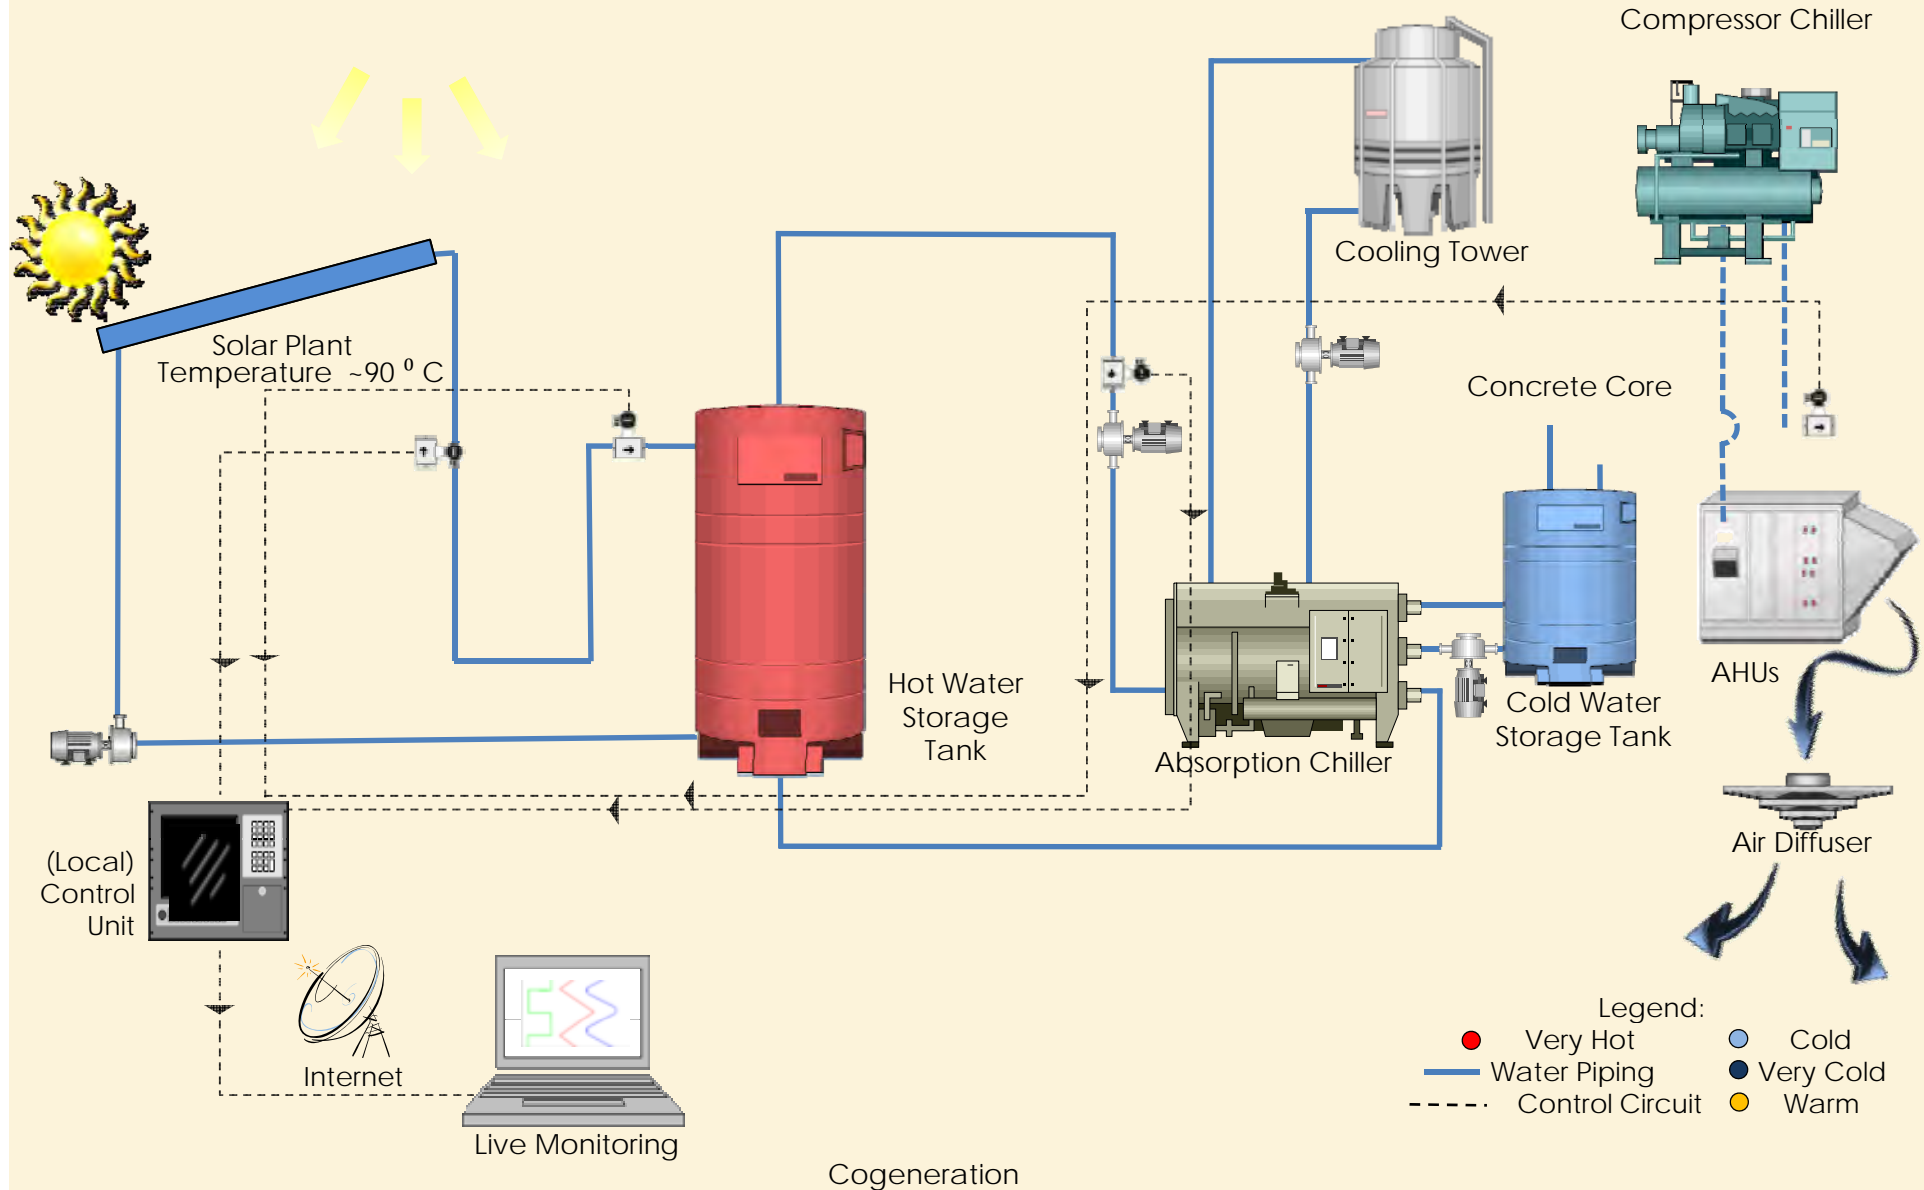 Compressor Chiller
Cooling Tower
Solar Plant
Temperature ~90 ⁰ C
Concrete Core
Hot Water
Storage
Tank
AHUs
Cold Water
Storage Tank
Absorption Chiller
Air Diffuser
(Local)
Control
Unit
Internet
Live Monitoring
Legend:
Very Hot
Cold
Water Piping
Very Cold
Control Circuit
Warm
Cogeneration